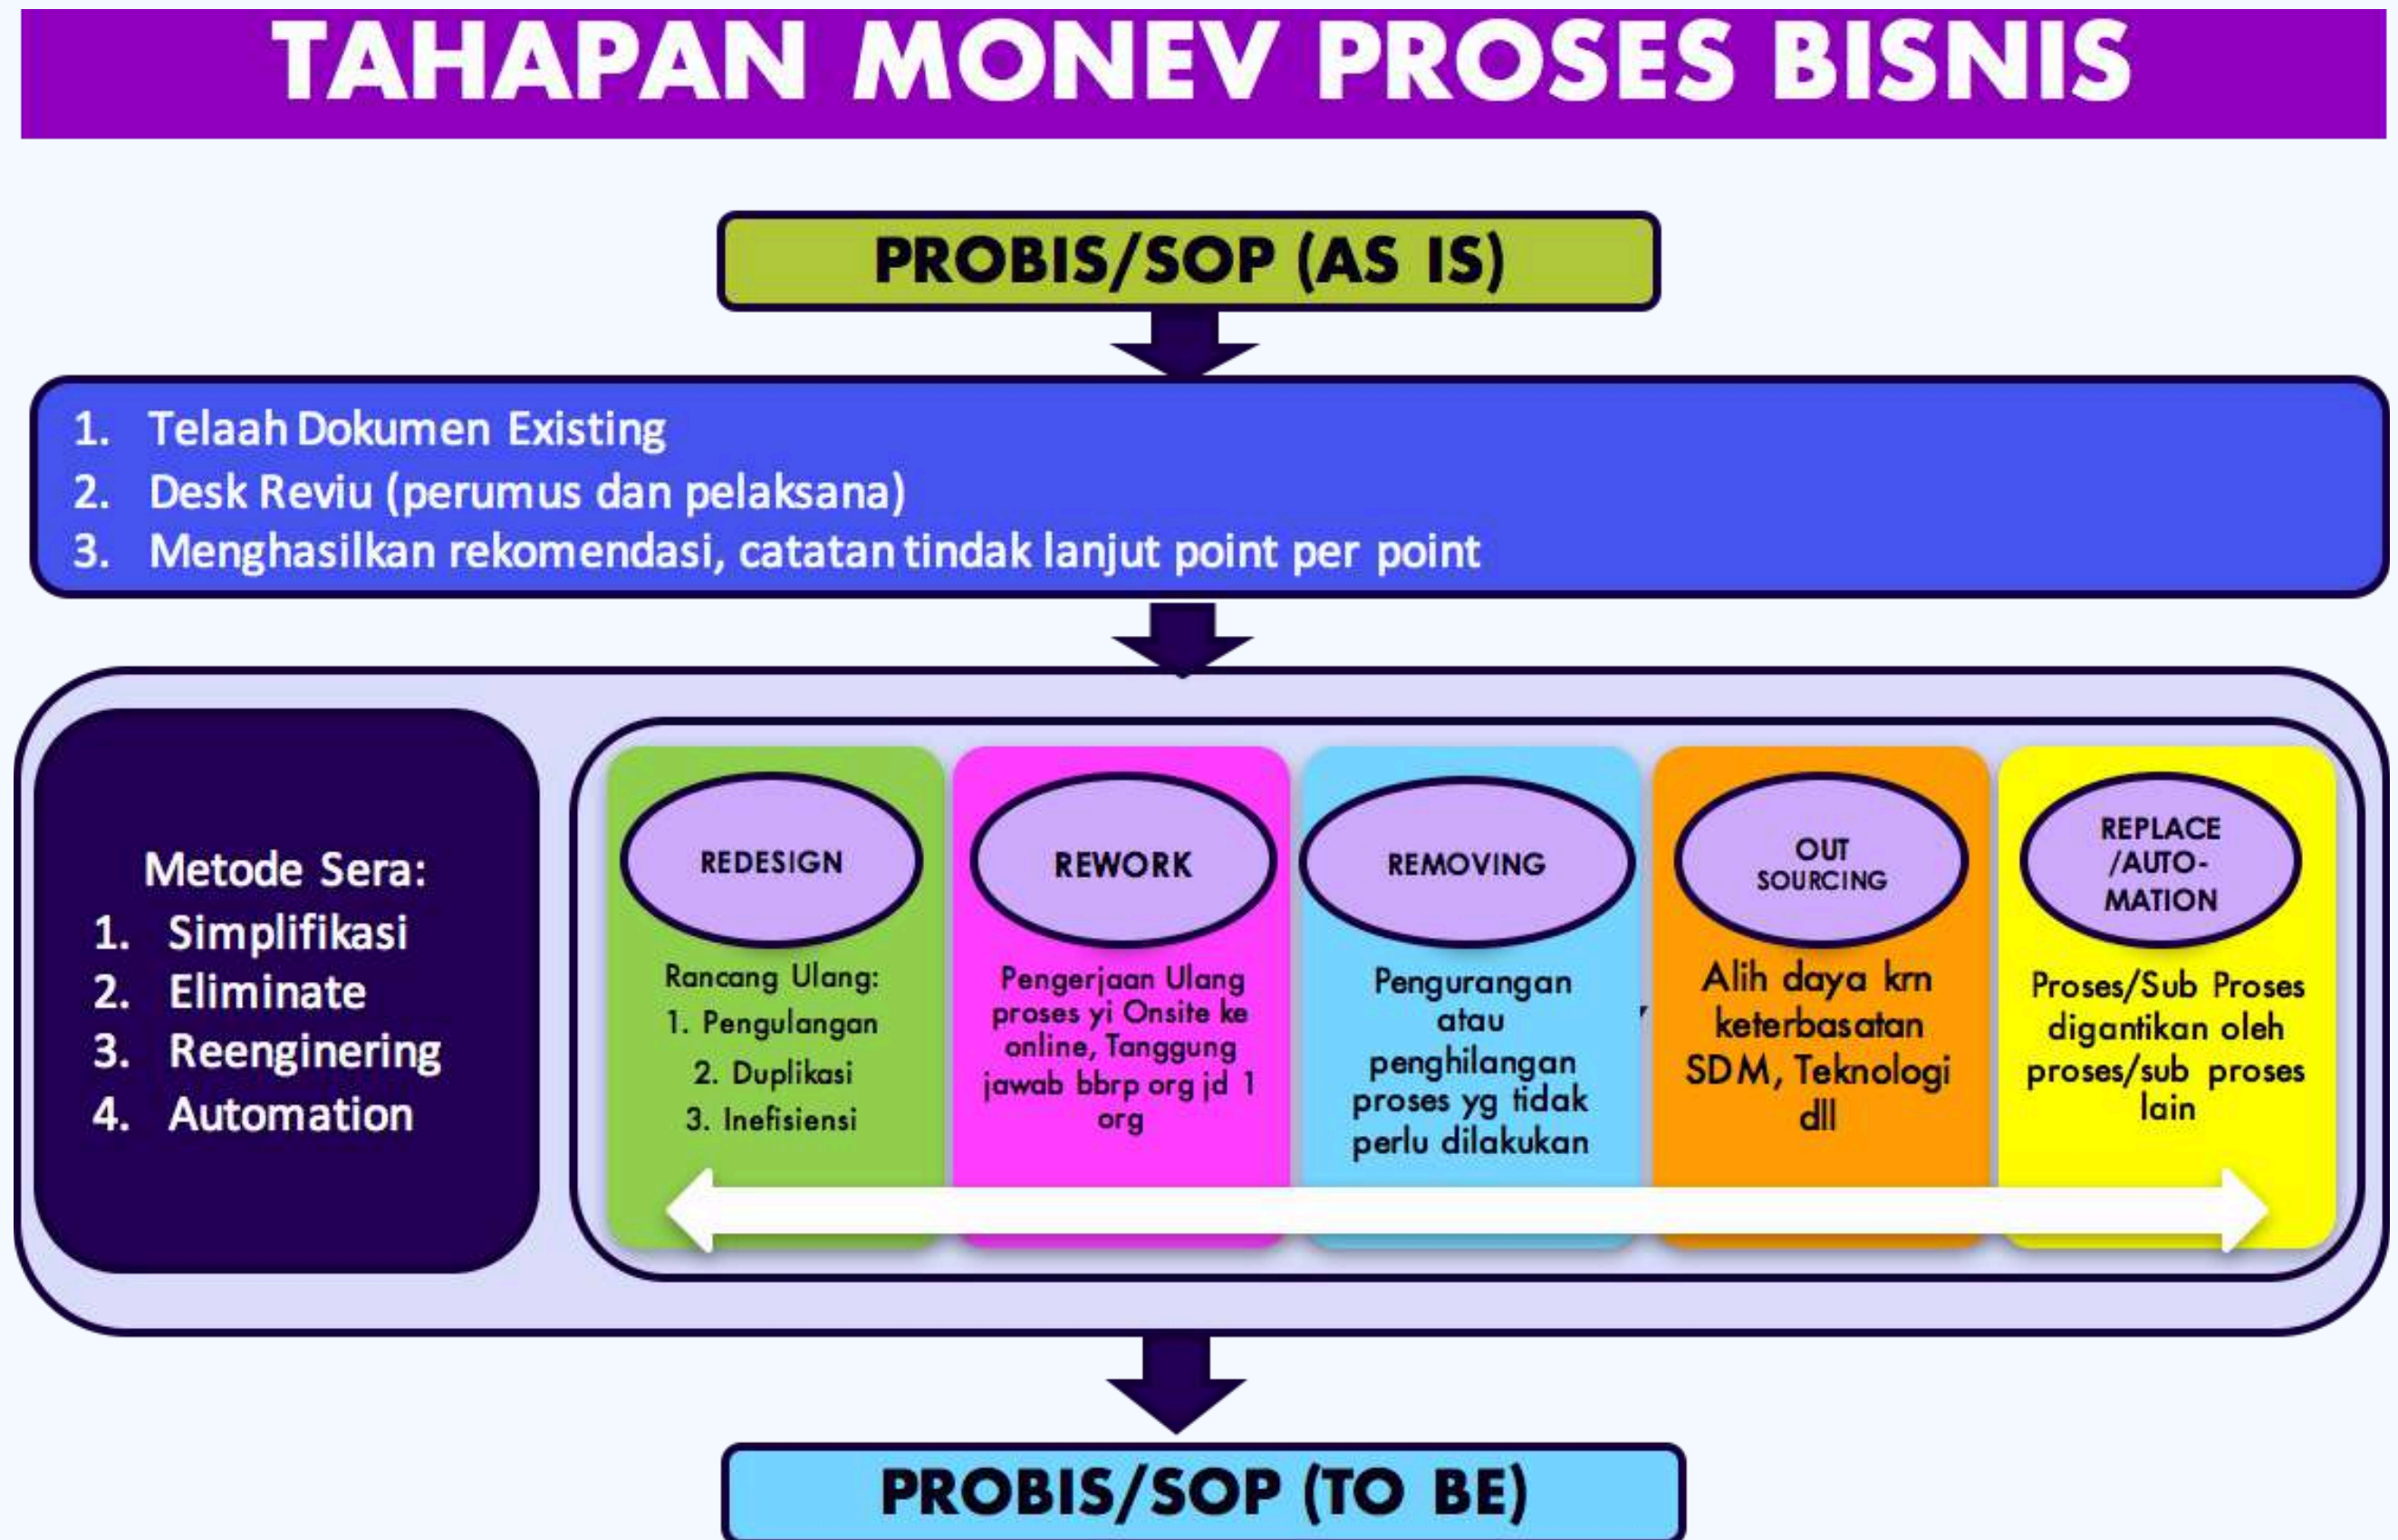 TAHAPAN MONEV PROSES BISNIS
PROBIS/SOP (AS IS)
1. Telaah Dokumen Existing
2. Desk Reviu (perumus dan pelaksana)
3. Menghasilkan rekomendasi, catatan tindak lanjut point per point
Metode Sera:
1. Simplifikasi
2. Eliminate
3. Reenginering
4. Automation
REDESIGN
Rancang Ulang:
1. Pengulangan
2. Duplikasi
3. Inefisiensi
REWORK
Pengerjaan Ulang
proses yi Onsite ke
online, Tanggung
jawab bbrp org jd 1
org
REMOVING
Pengurangan
atau
penghilangan
proses yg tidak
perlu dilakukan
OUT
SOURCING
Alih daya krn
keterbasatan
SDM, Teknologi
dll
REPLACE
/AUTO-
MATION
Proses/Sub Proses
digantikan oleh
proses/sub proses
lain
PROBIS/SOP (TO BE)